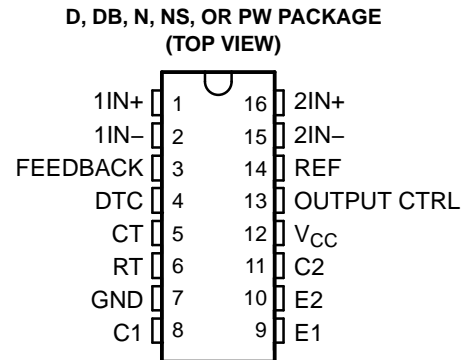 D, DB, N, NS, OR PW PACKAGE
(TOP VIEW)
1IN+ 1 16 2IN+
1IN− 2 15 2IN−
FEEDBACK 3 14 REF
DTC 4 13 OUTPUT CTRL
CT 5 12 VCC
RT 6 11 C2
GND 7 10 E2
C1 8 9 E1